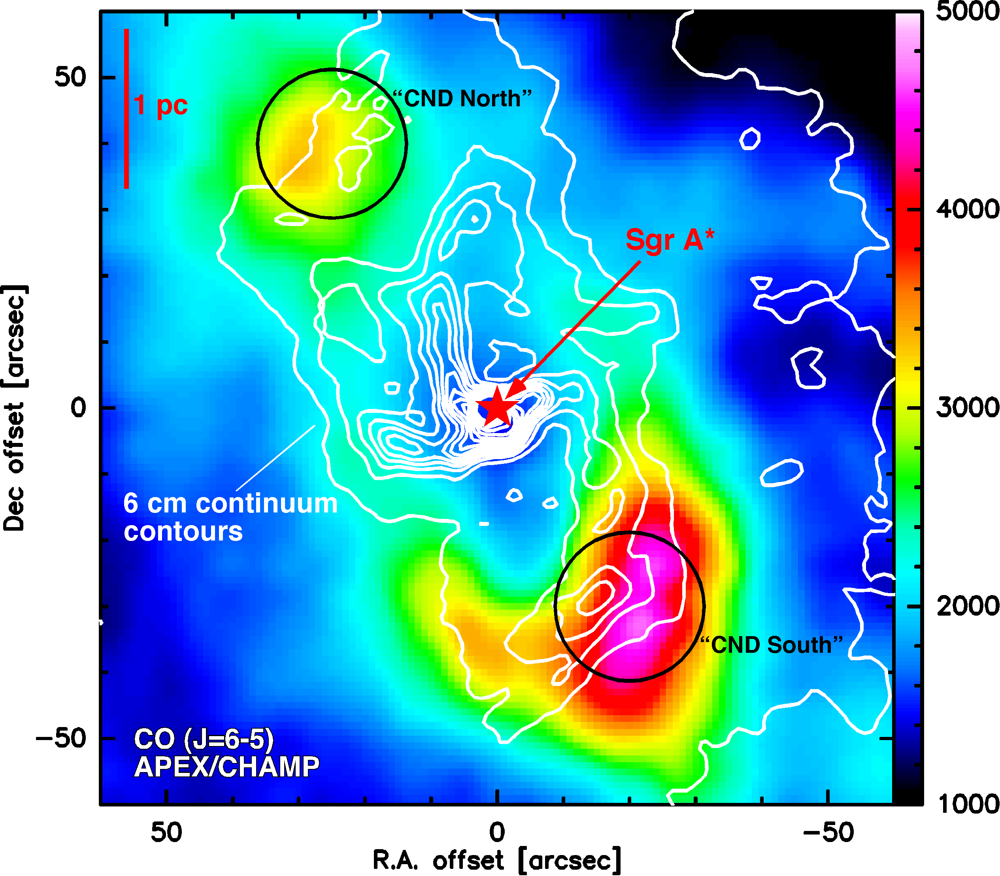 5000
50
"CND North"
1 pc
4000
Sgr A*
Dec offset [arcsec]
0
3000
6 cm continuum
contours
2000
"CND South"
-50
CO (J=6-5)
APEX/CHAMP
1000
50
0
-50
R.A. offset [arcsec]